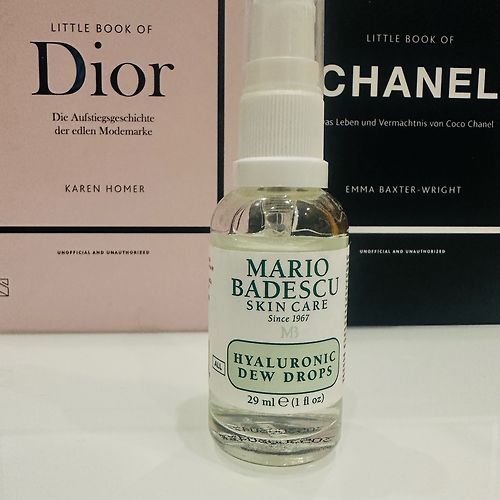 LITTLE BOOK OF
Dior
Die Aufstiegsgeschichte
der edlen Modemarke
KAREN HOMER
UNOFFICIAL AND UNAUTHORIZED
LITTLE BOOK OF
CHANEL
Das Leben und Vermächtnis von Coco Chanel
EMMA BAXTER-WRIGHT
UNOFFICIAL AND UNAUTHORIZED
MARIO
BADESCU
SKIN CARE
Since 1967
MB
ALL
HYALURONIC
DEW DROPS
29 ml ℮ (1 fl oz)